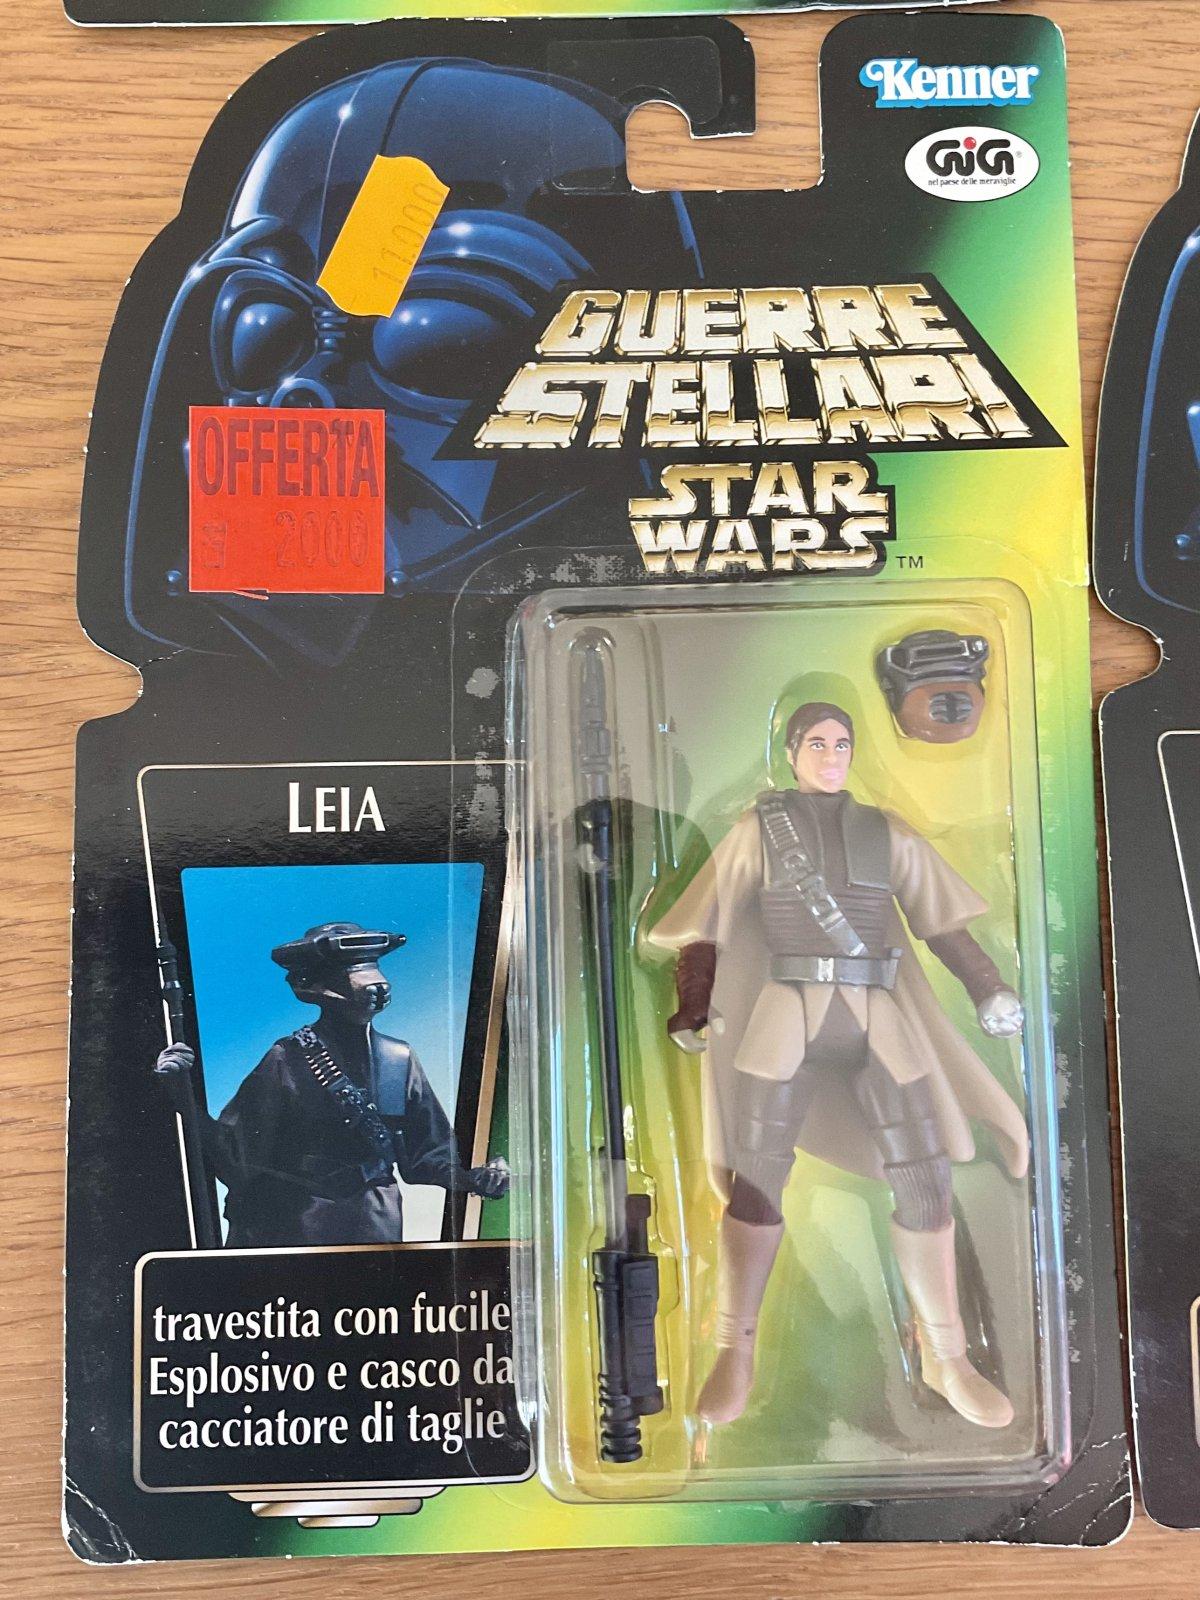 Kenner
GiG
nel paese delle meraviglie
11.000
GUERRE
STELLARI
STAR
WARS
TM
OFFERTA
2000
LEIA
travestita con fucile
Esplosivo e casco da
cacciatore di taglie